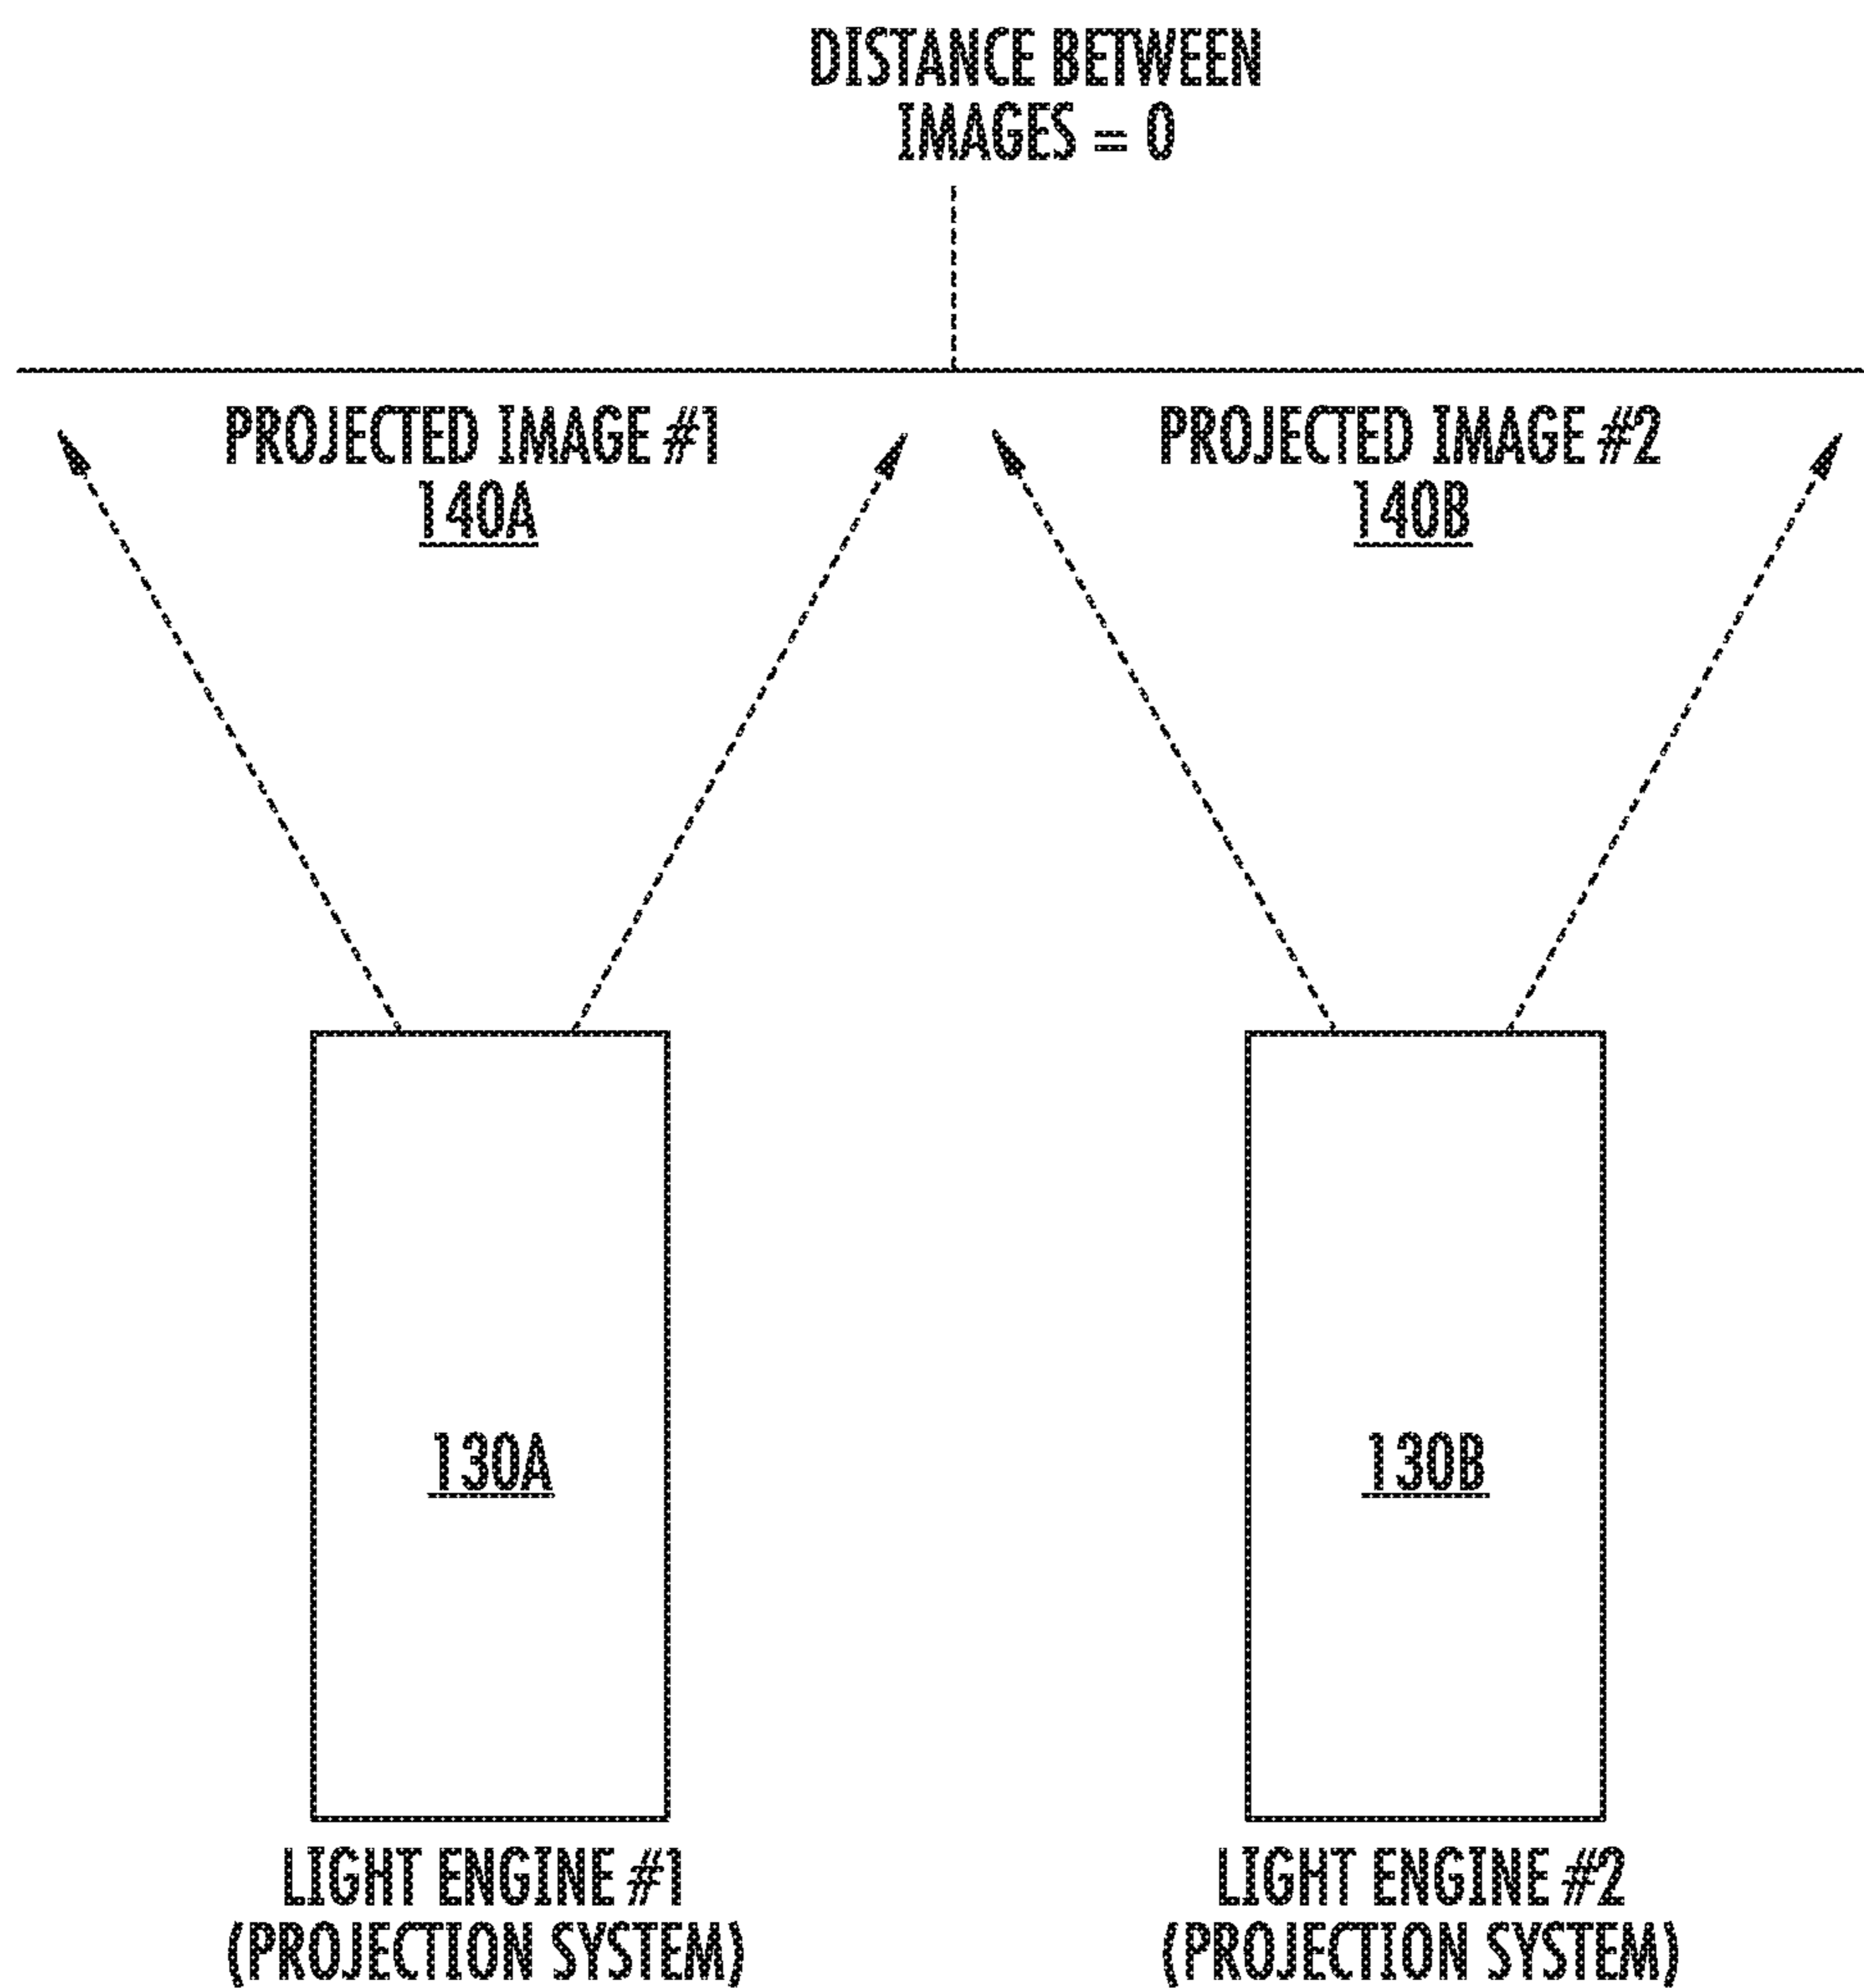 DISTANCE BETWEEN
IMAGES = 0
PROJECTED IMAGE #1
140A
PROJECTED IMAGE #2
140B
130A
130B
LIGHT ENGINE #1
(PROJECTION SYSTEM)
LIGHT ENGINE #2
(PROJECTION SYSTEM)